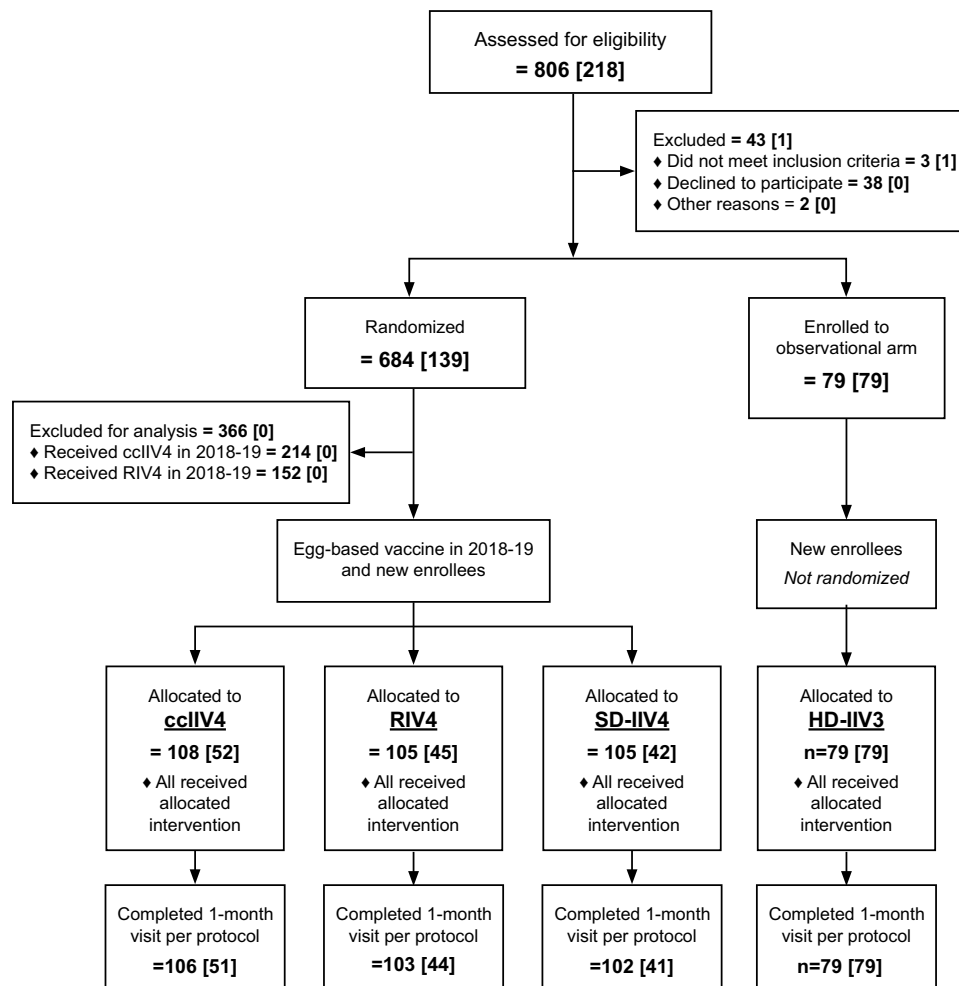 Assessed for eligibility
= 806 [218]
Excluded = 43 [1]
♦ Did not meet inclusion criteria = 3 [1]
♦ Declined to participate = 38 [0]
♦ Other reasons = 2 [0]
Randomized
= 684 [139]
Enrolled to
observational arm
= 79 [79]
Excluded for analysis = 366 [0]
♦ Received ccIIV4 in 2018-19 = 214 [0]
♦ Received RIV4 in 2018-19 = 152 [0]
Egg-based vaccine in 2018-19
and new enrollees
New enrollees
Not randomized
Allocated to
ccIIV4
= 108 [52]
♦ All received
allocated
intervention
Allocated to
RIV4
= 105 [45]
♦ All received
allocated
intervention
Allocated to
SD-IIV4
= 105 [42]
♦ All received
allocated
intervention
Allocated to
HD-IIV3
n=79 [79]
♦ All received
allocated
intervention
Completed 1-month
visit per protocol
=106 [51]
Completed 1-month
visit per protocol
=103 [44]
Completed 1-month
visit per protocol
=102 [41]
Completed 1-month
visit per protocol
n=79 [79]